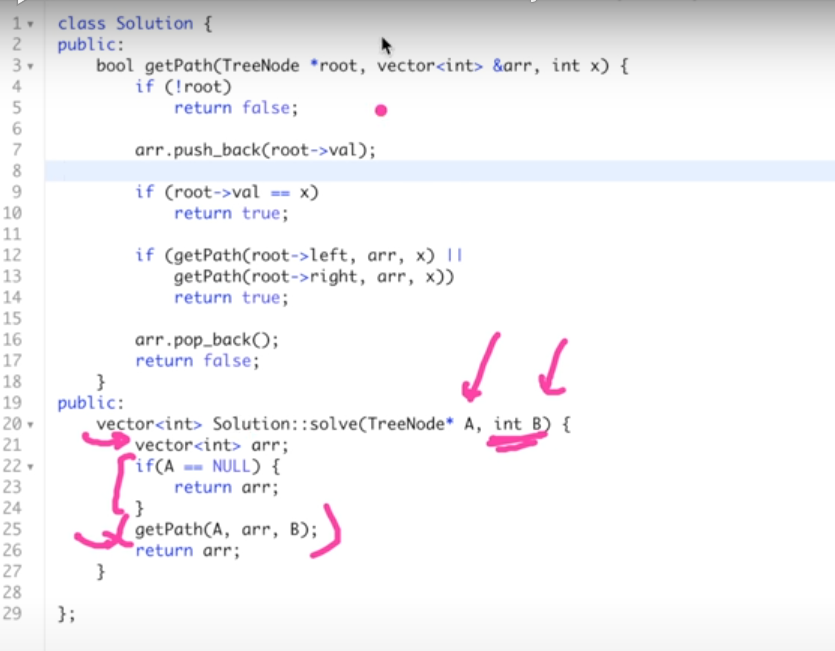 1 class Solution {
2 public:
3 bool getPath(TreeNode *root, vector<int> &arr, int x) {
4 if (!root)
5 return false;
6
7 arr.push_back(root->val);
8
9 if (root->val == x)
10 return true;
11
12 if (getPath(root->left, arr, x) ||
13 getPath(root->right, arr, x))
14 return true;
15
16 arr.pop_back();
17 return false;
18 }
19 public:
20 vector<int> Solution::solve(TreeNode* A, int B) {
21 vector<int> arr;
22 if(A == NULL) {
23 return arr;
24 }
25 getPath(A, arr, B);
26 return arr;
27 }
28
29 };